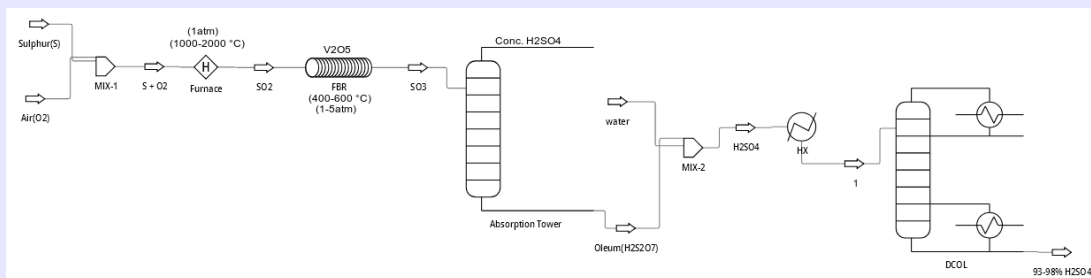 Sulphur(S)
Air(O2)
MIX-1
S + O2
(1atm)
(1000-2000 °C)
H
Furnace
SO2
V2O5
FBR
(400-600 °C)
(1-5atm)
SO3
Conc. H2SO4
Absorption Tower
Oleum(H2S2O7)
water
MIX-2
H2SO4
HX
1
DCOL
93-98% H2SO4